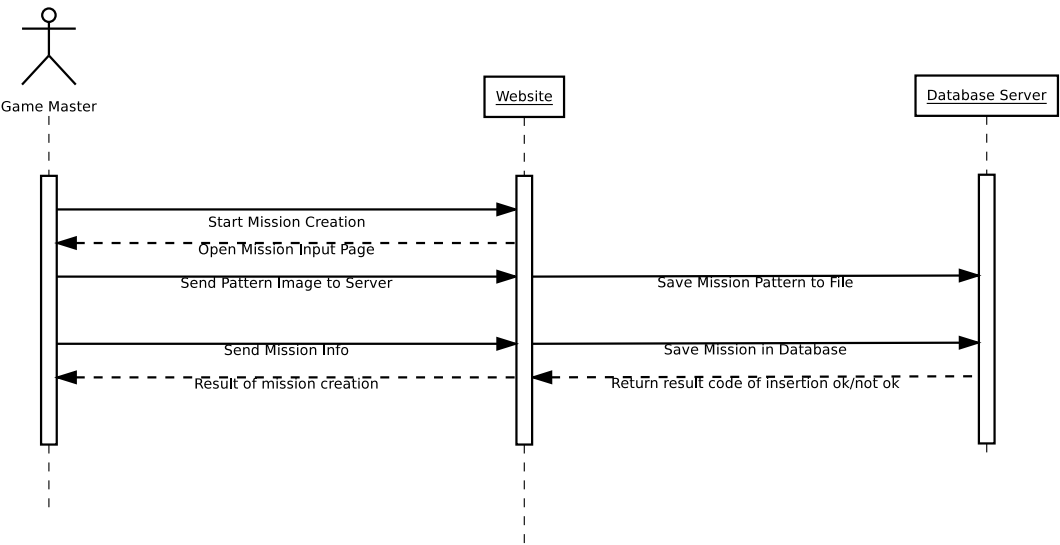 Game Master
Website
Database Server
Start Mission Creation
Open Mission Input Page
Send Pattern Image to Server
Save Mission Pattern to File
Send Mission Info
Save Mission in Database
Result of mission creation
Return result code of insertion ok/not ok